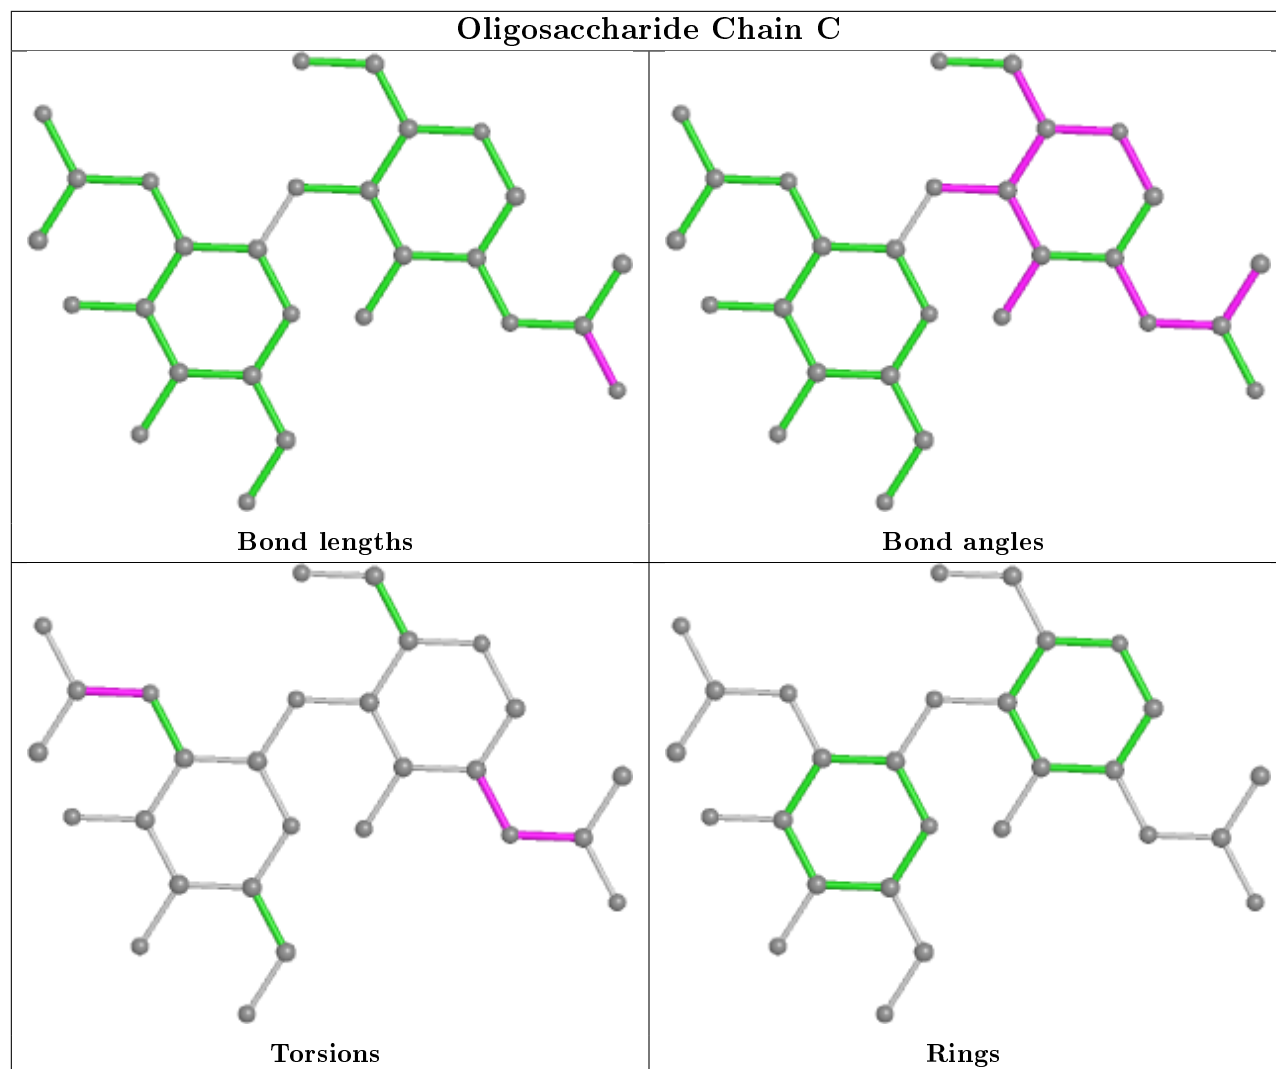 Oligosaccharide Chain C
Bond lengths
Bond angles
Torsions
Rings